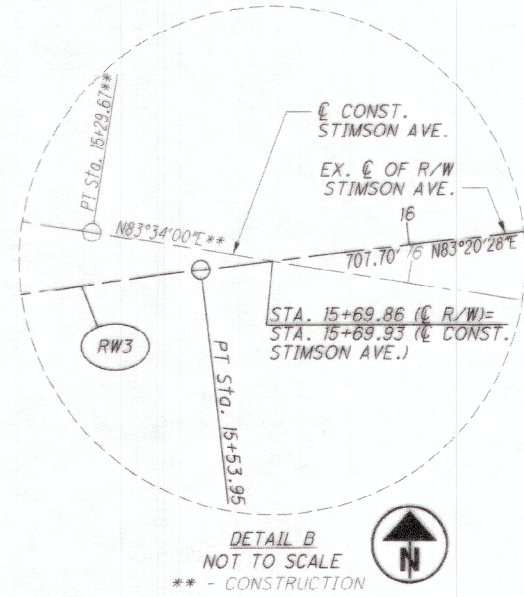 PT Sta. 15+29.67**
℄ CONST.
STIMSON AVE.
EX. ℄ OF R/W
STIMSON AVE.
16
N83°34'00"E**
707.70' 16 N83°20'28"E
STA. 15+69.86 (℄ R/W)=
STA. 15+69.93 (℄ CONST.
STIMSON AVE.)
RW3
PT Sta. 15+53.95
DETAIL B
NOT TO SCALE
** - CONSTRUCTION
N